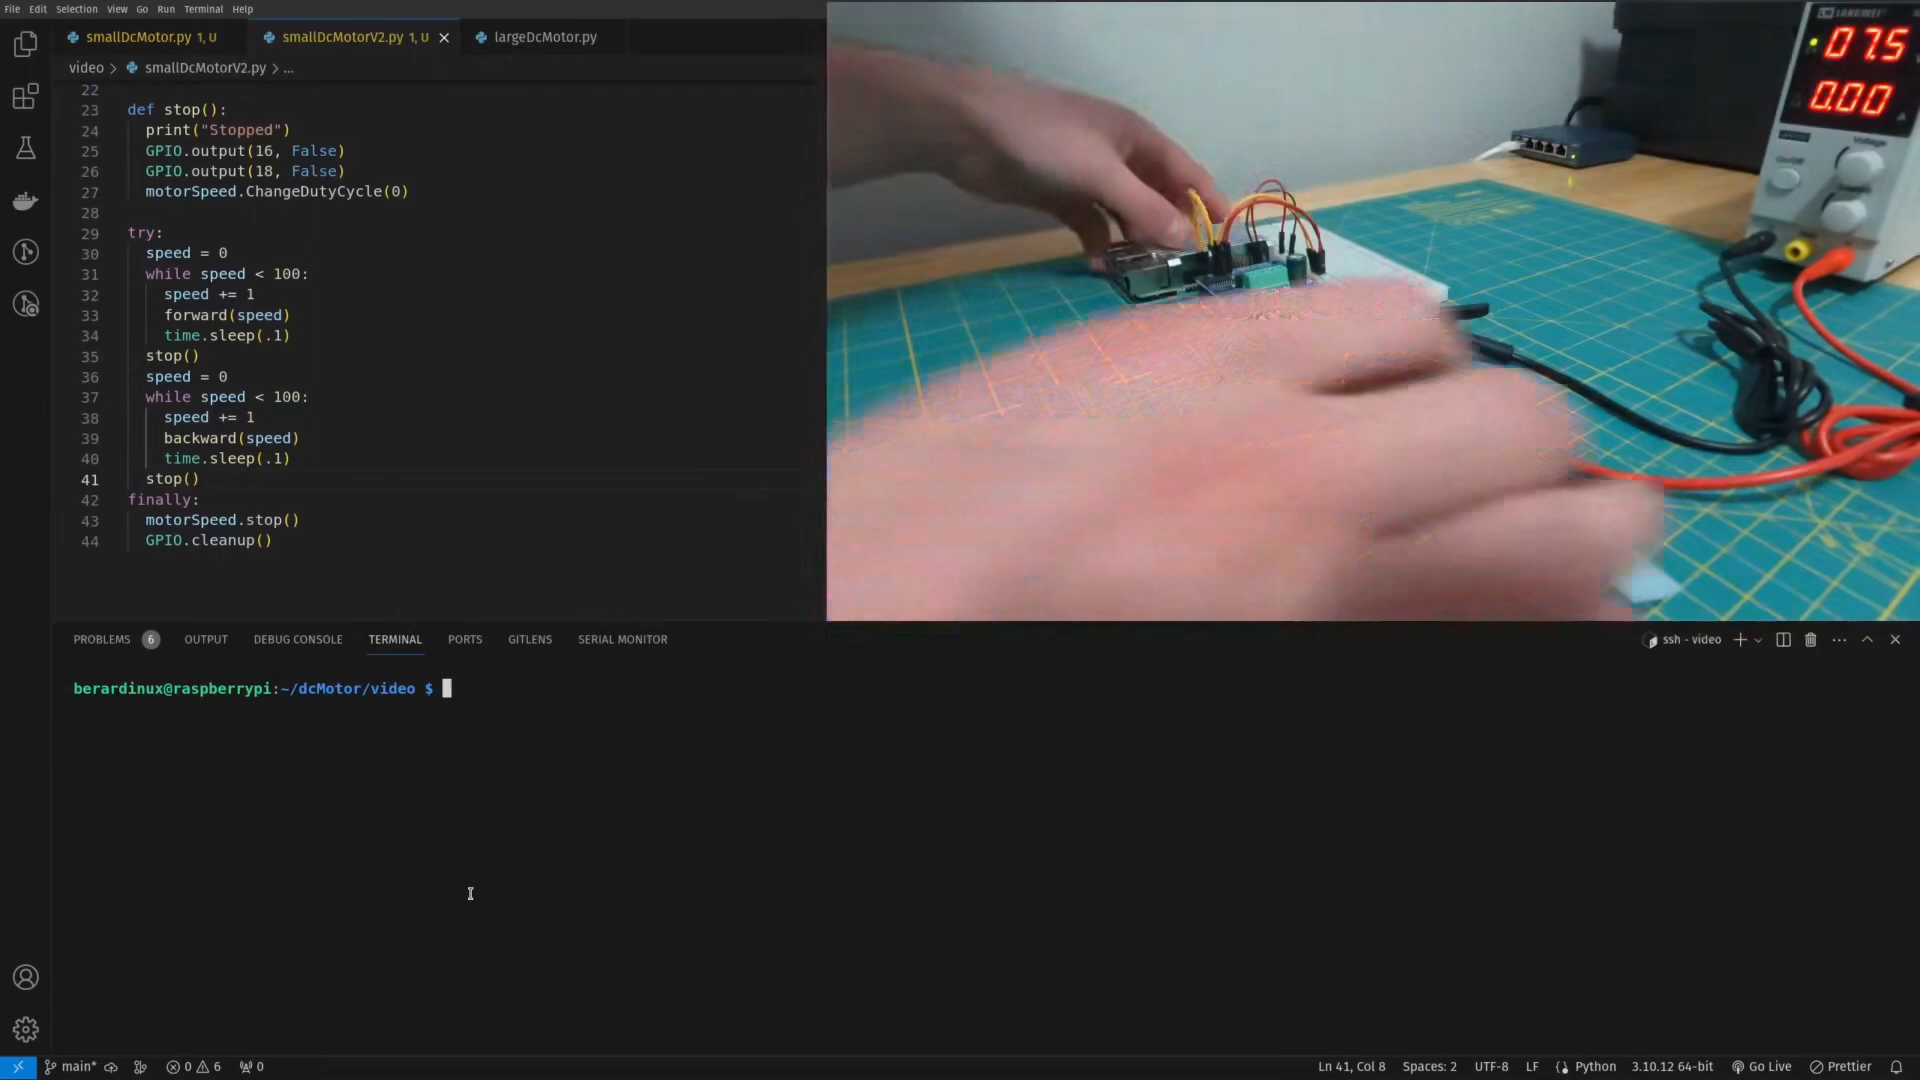 File Edit Selection View Go Run Terminal Help
smallDcMotor.py 1, U
smallDcMotorV2.py 1, U
largeDcMotor.py
video > smallDcMotorV2.py > ...
22
23 def stop():
24 print("Stopped")
25 GPIO.output(16, False)
26 GPIO.output(18, False)
27 motorSpeed.ChangeDutyCycle(0)
28
29 try:
30 speed = 0
31 while speed < 100:
32 speed += 1
33 forward(speed)
34 time.sleep(.1)
35 stop()
36 speed = 0
37 while speed < 100:
38 speed += 1
39 backward(speed)
40 time.sleep(.1)
41 stop()
42 finally:
43 motorSpeed.stop()
44 GPIO.cleanup()
07.5
0.00
Voltage
PROBLEMS 6 OUTPUT DEBUG CONSOLE TERMINAL PORTS GITLENS SERIAL MONITOR
ssh - video
berardinux@raspberrypi:~/dcMotor/video $
main* 0 6 0
Ln 41, Col 8 Spaces: 2 UTF-8 LF Python 3.10.12 64-bit Go Live Prettier